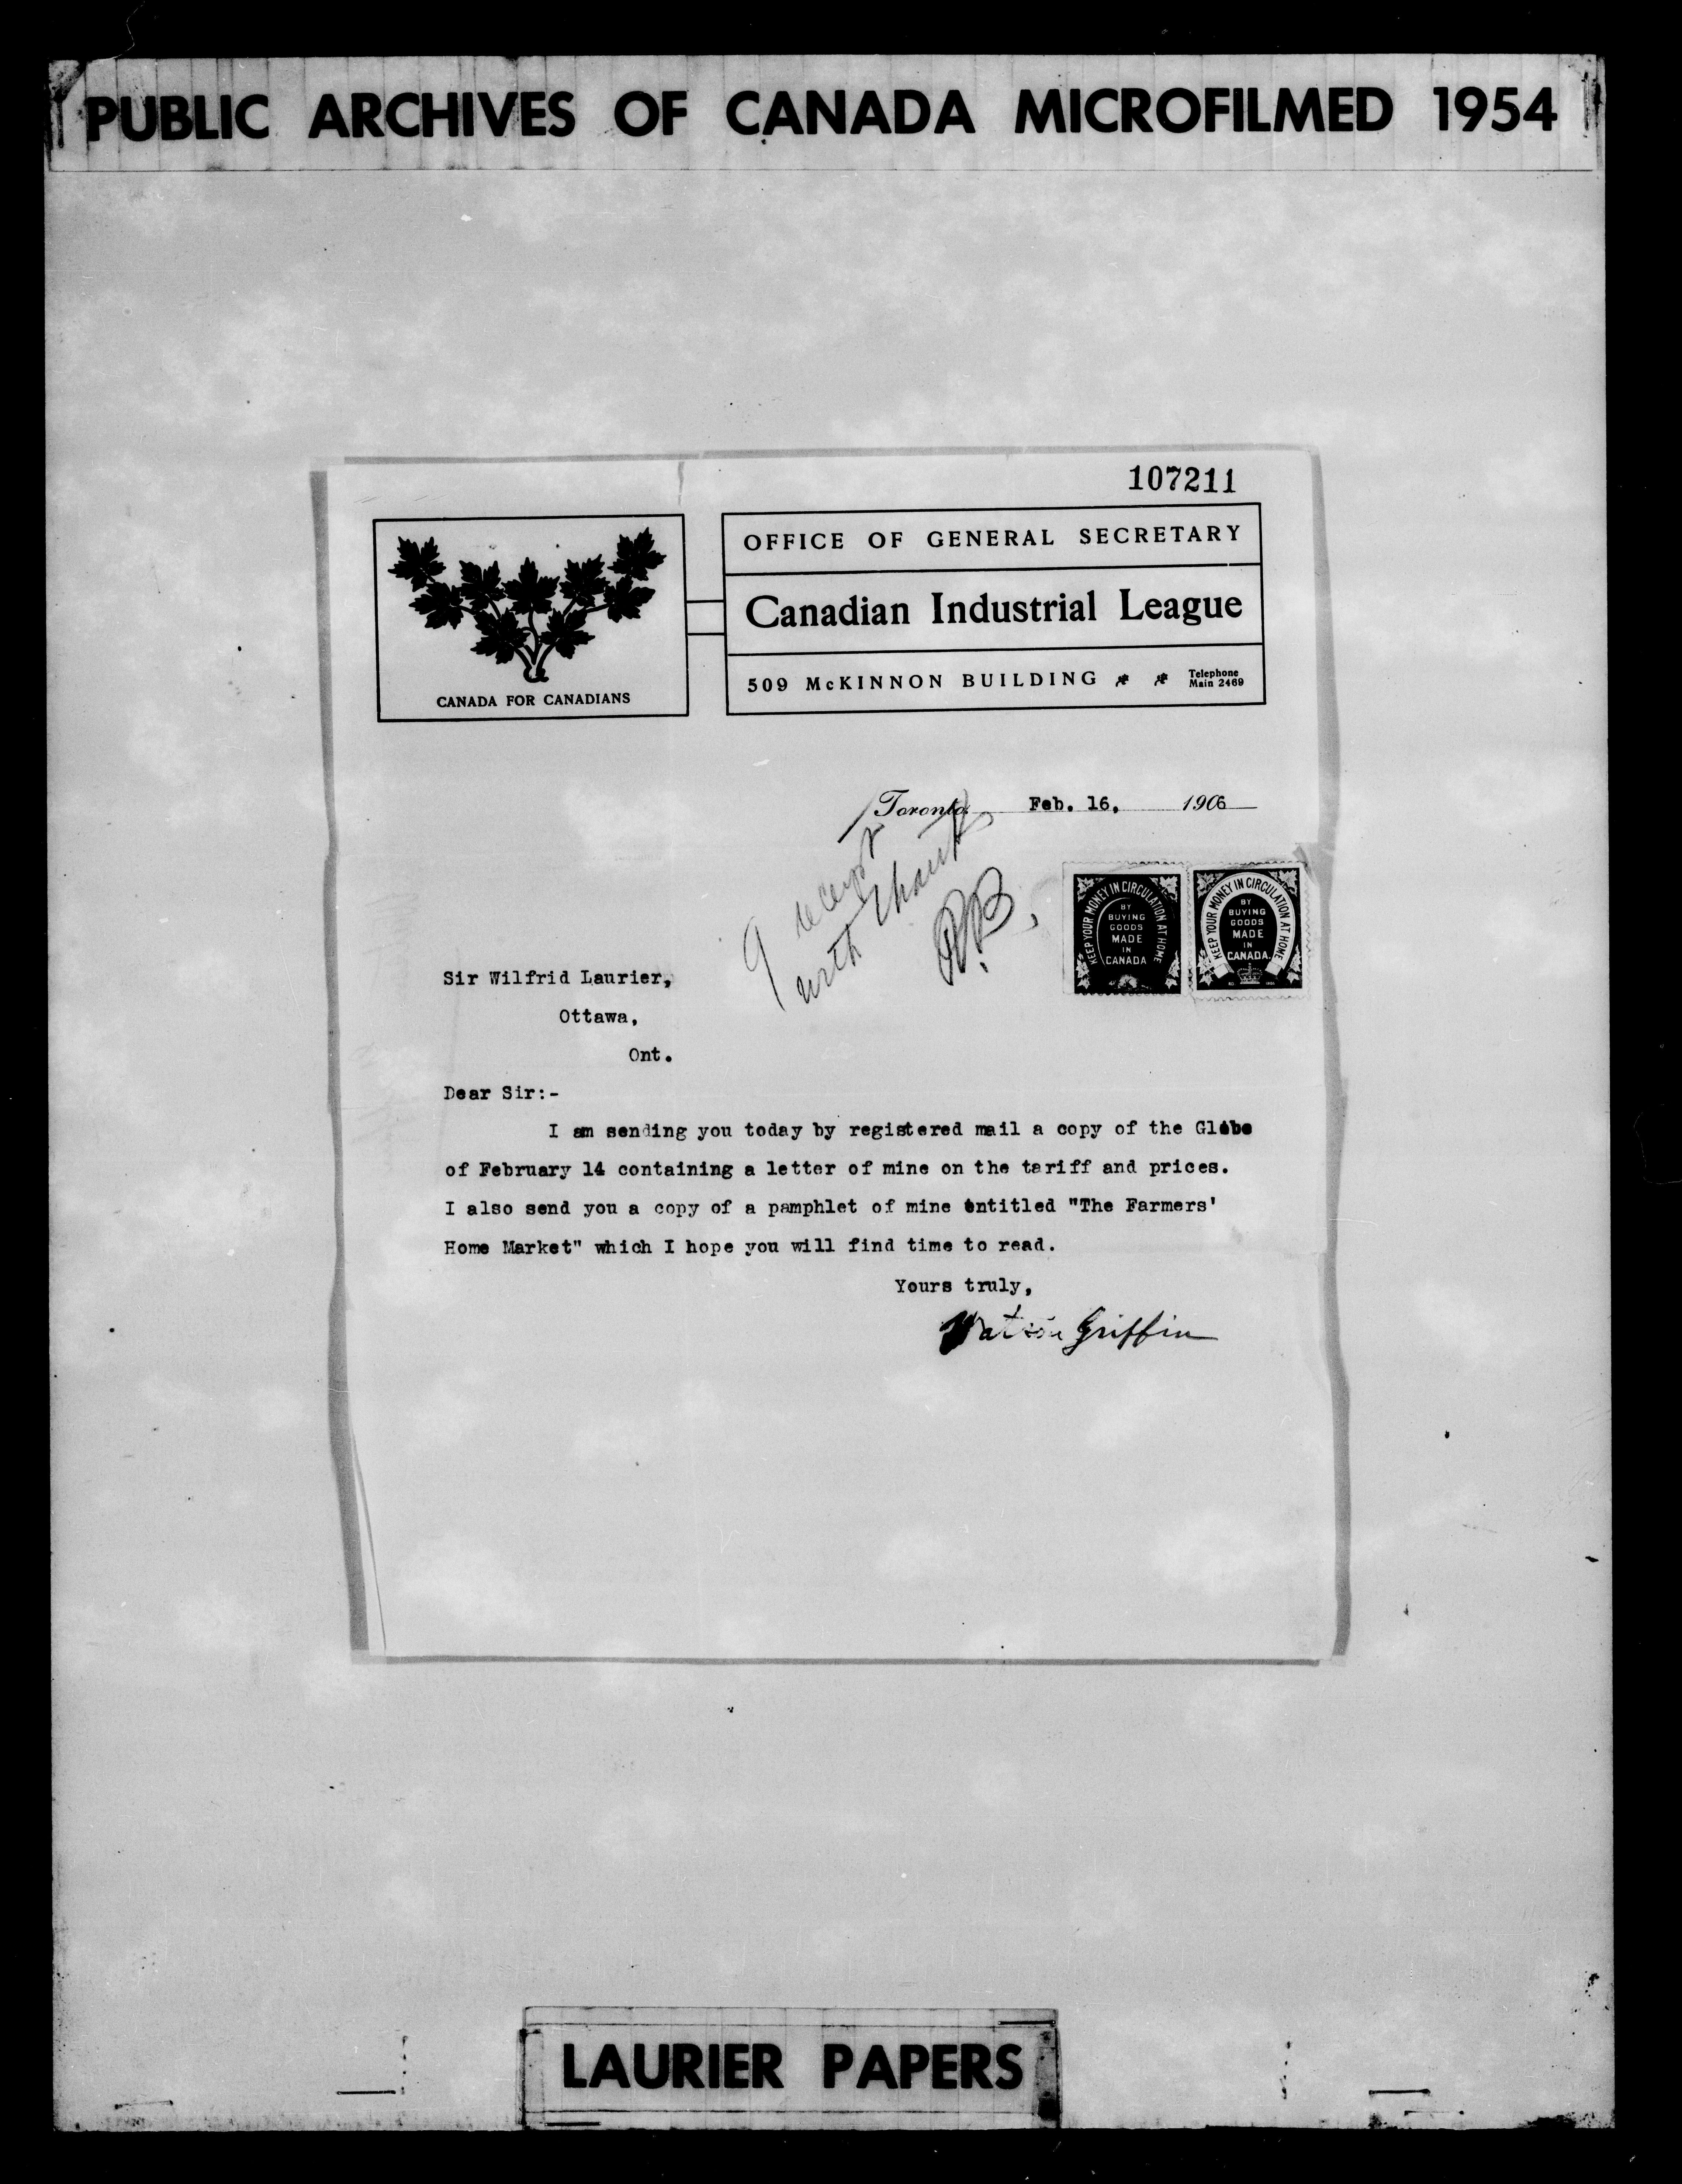 PUBLIC ARCHIVES OF CANADA MICROFILMED 1954
107211
CANADA FOR CANADIANS
OFFICE OF GENERAL SECRETARY
Canadian Industrial League
509 McKINNON BUILDING
Telephone
Main 2469
Toronto Feb. 16, 1906
receipt
with thanks
KEEP YOUR MONEY IN CIRCULATION AT HOME
BY
BUYING
GOODS
MADE
IN
CANADA
KEEP YOUR MONEY IN CIRCULATION AT HOME
BY
BUYING
GOODS
MADE
IN
CANADA.
Sir Wilfrid Laurier,
Ottawa,
Ont.
Dear Sir:-
I am sending you today by registered mail a copy of the Globe
of February 14 containing a letter of mine on the tariff and prices.
I also send you a copy of a pamphlet of mine entitled "The Farmers'
Home Market" which I hope you will find time to read.
Yours truly,
Watson Griffin
LAURIER PAPERS